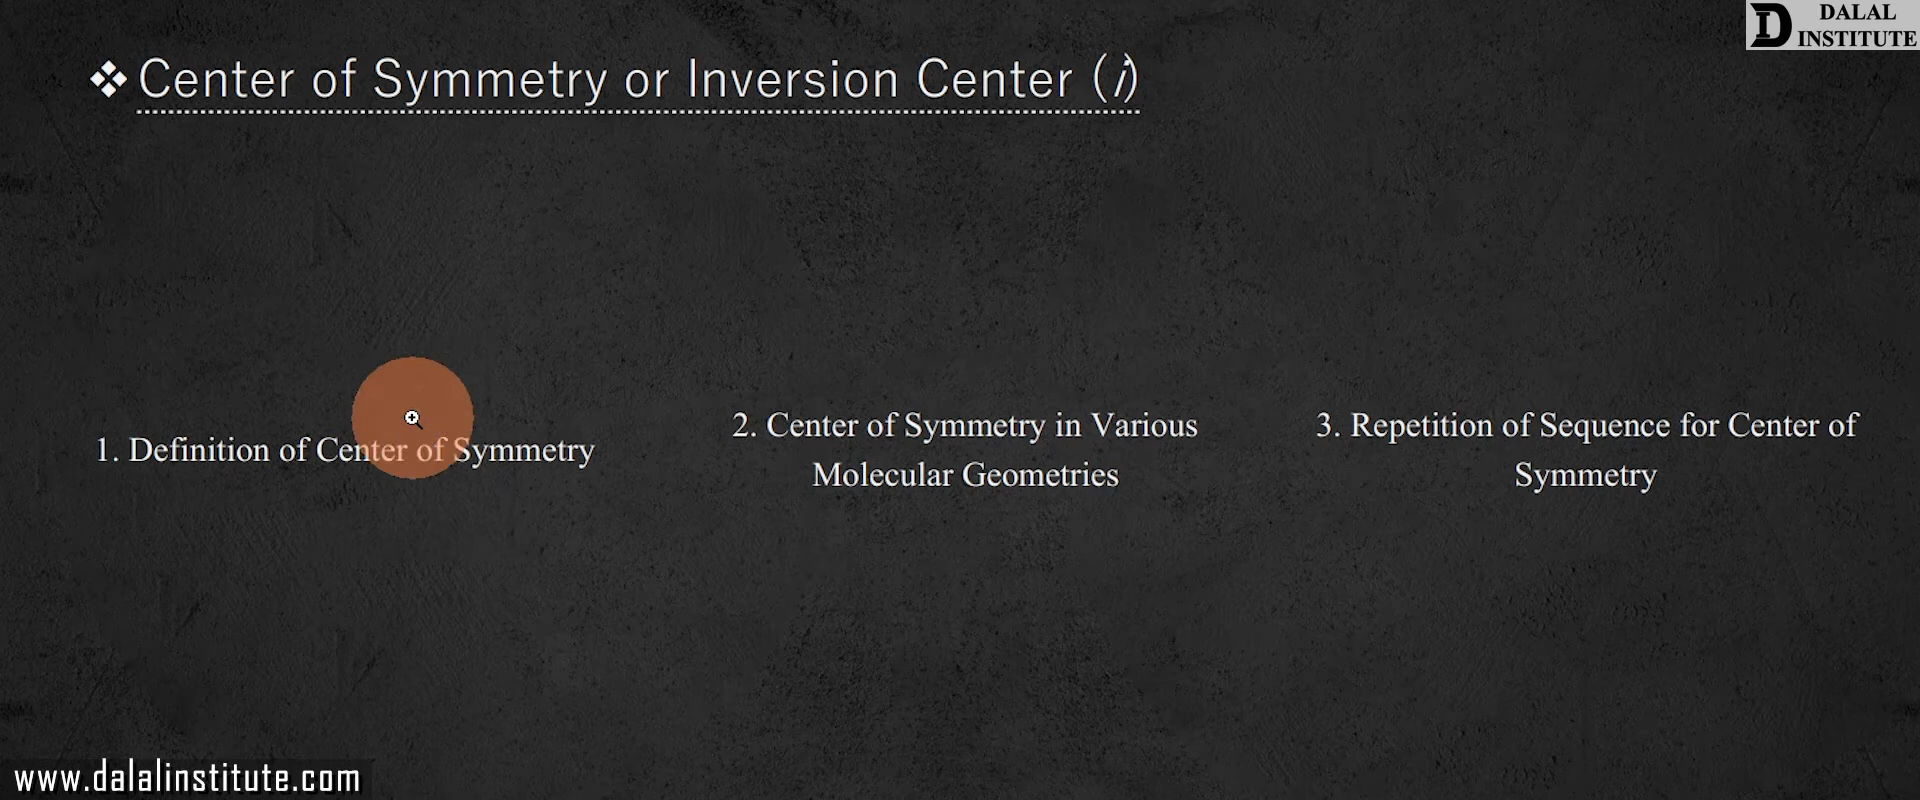 DALAL
INSTITUTE
Center of Symmetry or Inversion Center (i)
1. Definition of Center of Symmetry
2. Center of Symmetry in Various
Molecular Geometries
3. Repetition of Sequence for Center of
Symmetry
www.dalalinstitute.com